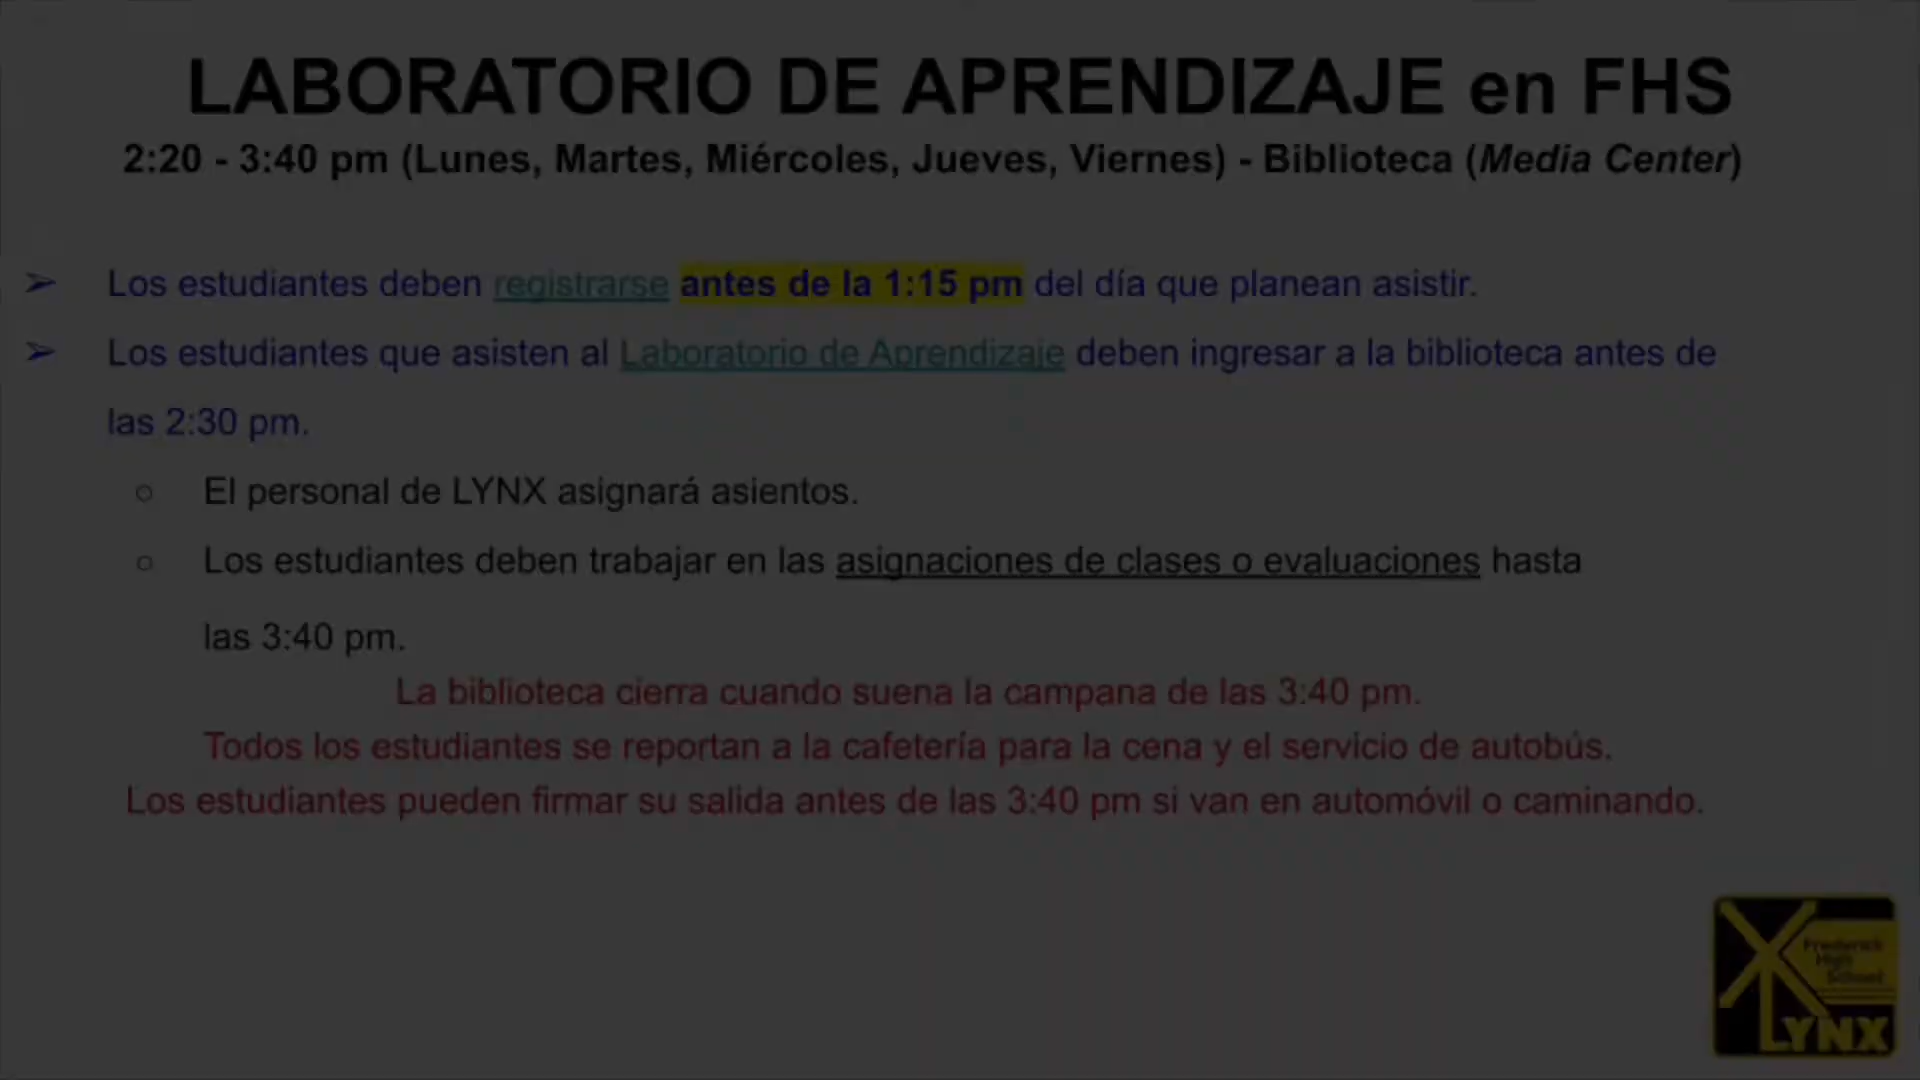 LABORATORIO DE APRENDIZAJE en FHS
2:20 - 3:40 pm (Lunes, Martes, Miércoles, Jueves, Viernes) - Biblioteca (Media Center)
➢ Los estudiantes deben registrarse antes de la 1:15 pm del día que planean asistir.
➢ Los estudiantes que asisten al Laboratorio de Aprendizaje deben ingresar a la biblioteca antes de
las 2:30 pm.
○ El personal de LYNX asignará asientos.
○ Los estudiantes deben trabajar en las asignaciones de clases o evaluaciones hasta
las 3:40 pm.
La biblioteca cierra cuando suena la campana de las 3:40 pm.
Todos los estudiantes se reportan a la cafetería para la cena y el servicio de autobús.
Los estudiantes pueden firmar su salida antes de las 3:40 pm si van en automóvil o caminando.
Frederick
High
School
LYNX